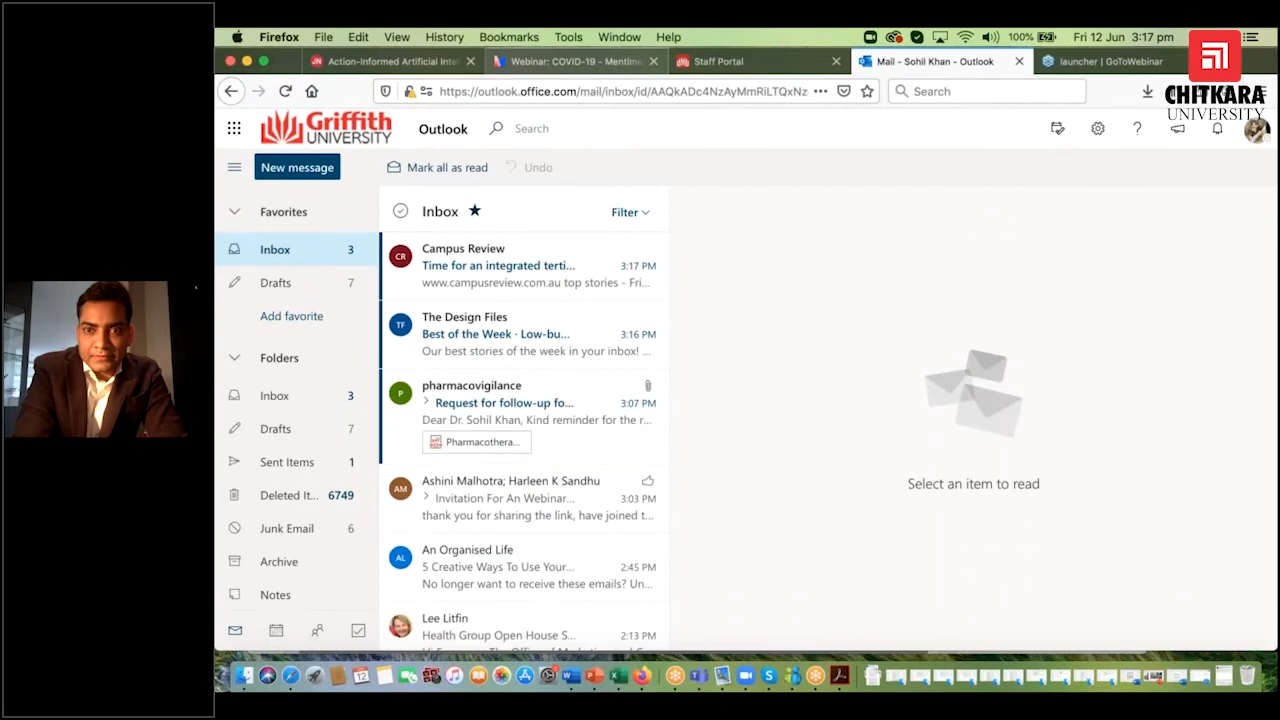 Firefox File Edit View History Bookmarks Tools Window Help 100% Fri 12 Jun 3:17 pm
Action-Informed Artificial Intel
Webinar: COVID-19 - Mentimu
Staff Portal
Mail - Sohil Khan - Outlook
launcher | GoToWebinar
https://outlook.office.com/mail/inbox/id/AAQkADc4NzAyMmRiLTQxNz
Search
CHITKARA
UNIVERSITY
Griffith
UNIVERSITY
Outlook
Search
New message
Mark all as read
Undo
Favorites
Inbox 3
Drafts 7
Add favorite
Folders
Inbox 3
Drafts 7
Sent Items 1
Deleted It... 6749
Junk Email 6
Archive
Notes
Inbox
Filter
CR
Campus Review
Time for an integrated terti... 3:17 PM
www.campusreview.com.au top stories - Fri...
TF
The Design Files
Best of the Week · Low-bu... 3:16 PM
Our best stories of the week in your inbox! ...
P
pharmacovigilance
Request for follow-up fo... 3:07 PM
Dear Dr. Sohil Khan, Kind reminder for the r...
Pharmacothera...
AM
Ashini Malhotra; Harleen K Sandhu
Invitation For An Webinar... 3:03 PM
thank you for sharing the link, have joined t...
AL
An Organised Life
5 Creative Ways To Use Your... 2:45 PM
No longer want to receive these emails? Un...
Lee Litfin
Health Group Open House S... 2:13 PM
Select an item to read